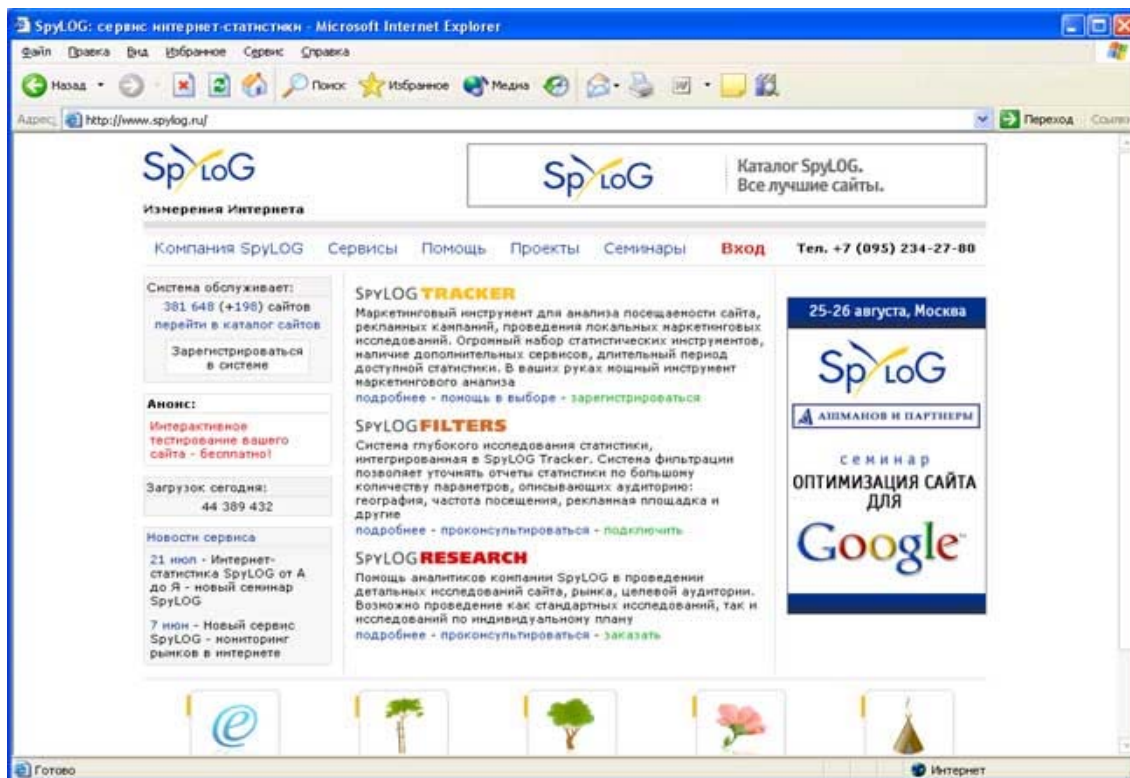 SpyLOG: сервис интернет-статистики - Microsoft Internet Explorer
Файл Правка Вид Избранное Сервис Справка
Назад Поиск Избранное Медиа
Адрес: http://www.spylog.ru/ Переход Ссылки
SpyLOG
Измерения Интернета
SpyLOG
Каталог SpyLOG.
Все лучшие сайты.
Компания SpyLOG Сервисы Помощь Проекты Семинары Вход Тел. +7 (095) 234-27-80
Система обслуживает:
381 648 (+198) сайтов
перейти в каталог сайтов
Зарегистрироваться
в системе
Анонс:
Интерактивное
тестирование вашего
сайта - бесплатно!
Загрузок сегодня:
44 389 432
Новости сервиса
21 июл - Интернет-
статистика SpyLOG от А
до Я - новый семинар
SpyLOG
7 июн - Новый сервис
SpyLOG - мониторинг
рынков в интернете
SPYLOG TRACKER
Маркетинговый инструмент для анализа посещаености сайта,
рекланных кампаний, проведения локальных маркетинговых
исследований. Огромный набор статистических инструментов,
наличие дополнительных сервисов, длительный период
доступной статистики. В ваших руках мощный инструмент
маркетингового анализа
подробнее - помощь в выборе - зарегистрироваться
SPYLOG FILTERS
Система глубокого исследования статистики,
интегрированная в SpyLOG Tracker. Система фильтрации
позволяет уточнять отчеты статистики по большому
количеству параметров, описывающих аудиторию:
география, частота посещения, рекланная площадка и
другие
подробнее - проконсультироваться - подключить
SPYLOG RESEARCH
Помощь аналитиков компании SpyLOG в проведении
детальных исследований сайта, рынка, целевой аудитории.
Возможно проведение как стандартных исследований, так и
исследований по индивидуальному плану
подробнее - проконсультироваться - заказать
25-26 августа, Москва
SpyLOG
АШМАНОВ И ПАРТНЕРЫ
семинар
ОПТИМИЗАЦИЯ САЙТА
ДЛЯ
Google
Готово Интернет